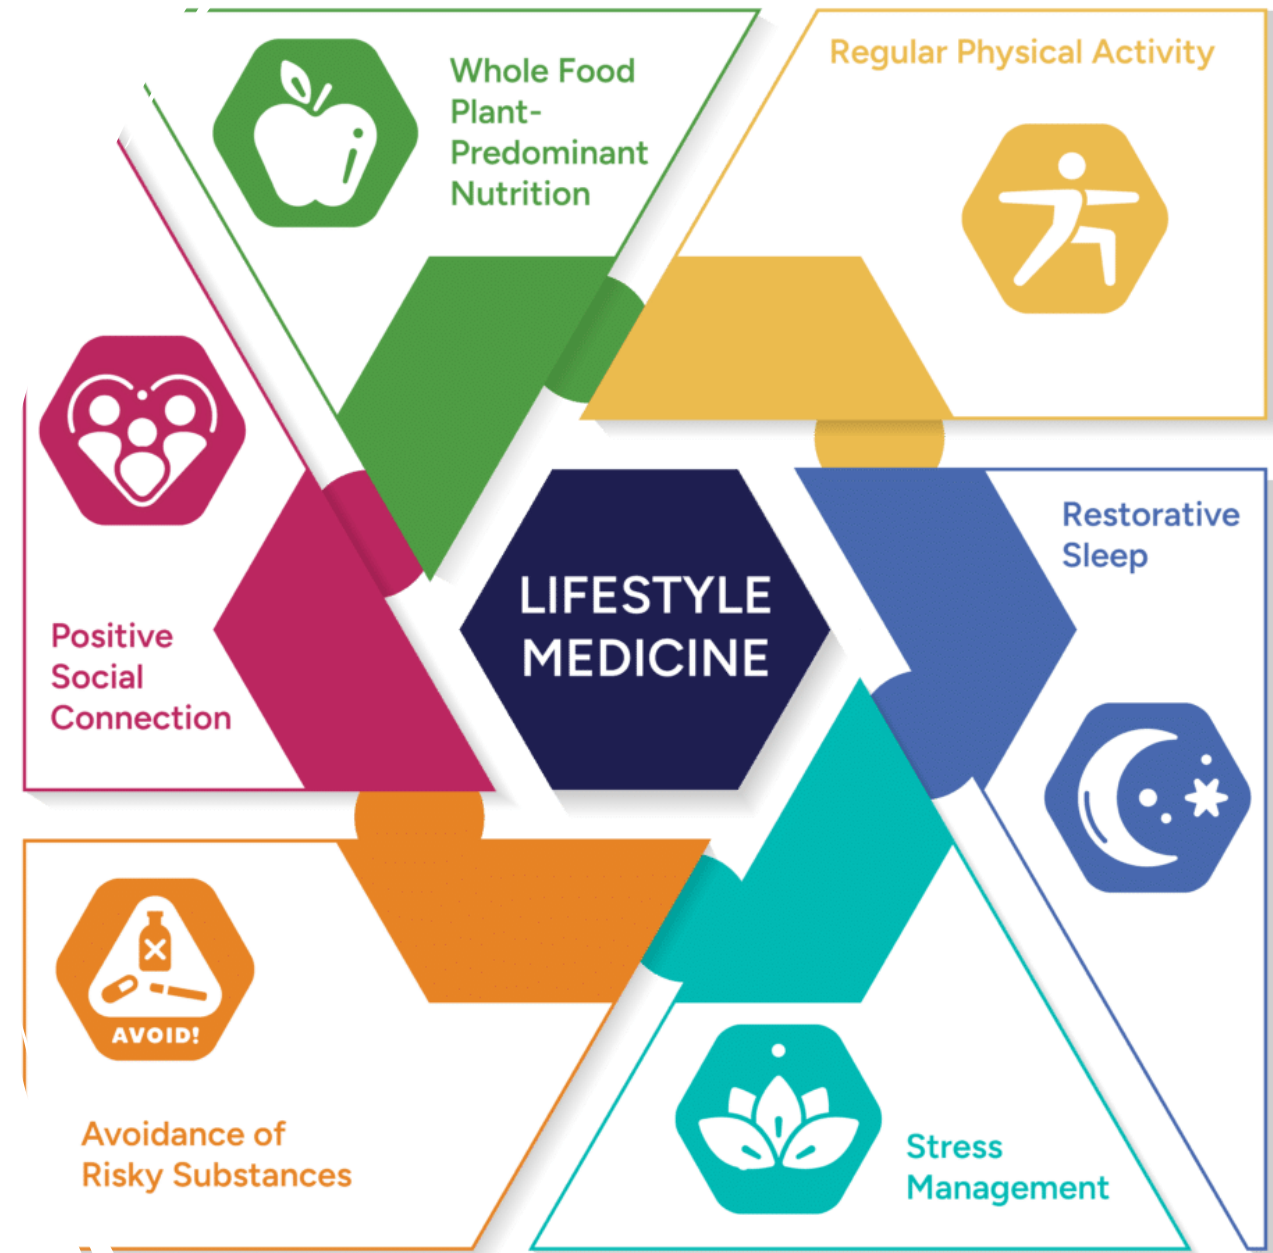 Whole Food
Plant-
Predominant
Nutrition
Regular Physical Activity
Restorative
Sleep
LIFESTYLE
MEDICINE
Positive
Social
Connection
AVOID!
Avoidance of
Risky Substances
Stress
Management